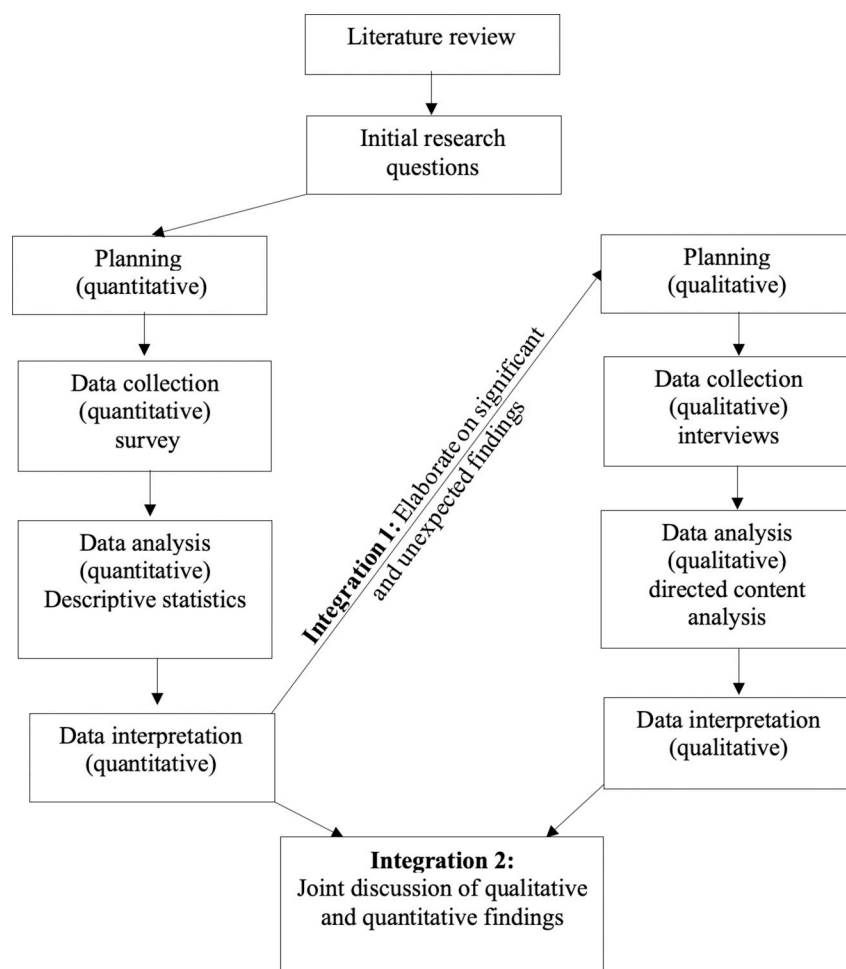 Literature review
Initial research
questions
Planning
(quantitative)
Data collection
(quantitative)
survey
Data analysis
(quantitative)
Descriptive statistics
Data interpretation
(quantitative)
Integration 1: Elaborate on significant
and unexpected findings
Planning
(qualitative)
Data collection
(qualitative)
interviews
Data analysis
(qualitative)
directed content
analysis
Data interpretation
(qualitative)
Integration 2:
Joint discussion of qualitative
and quantitative findings